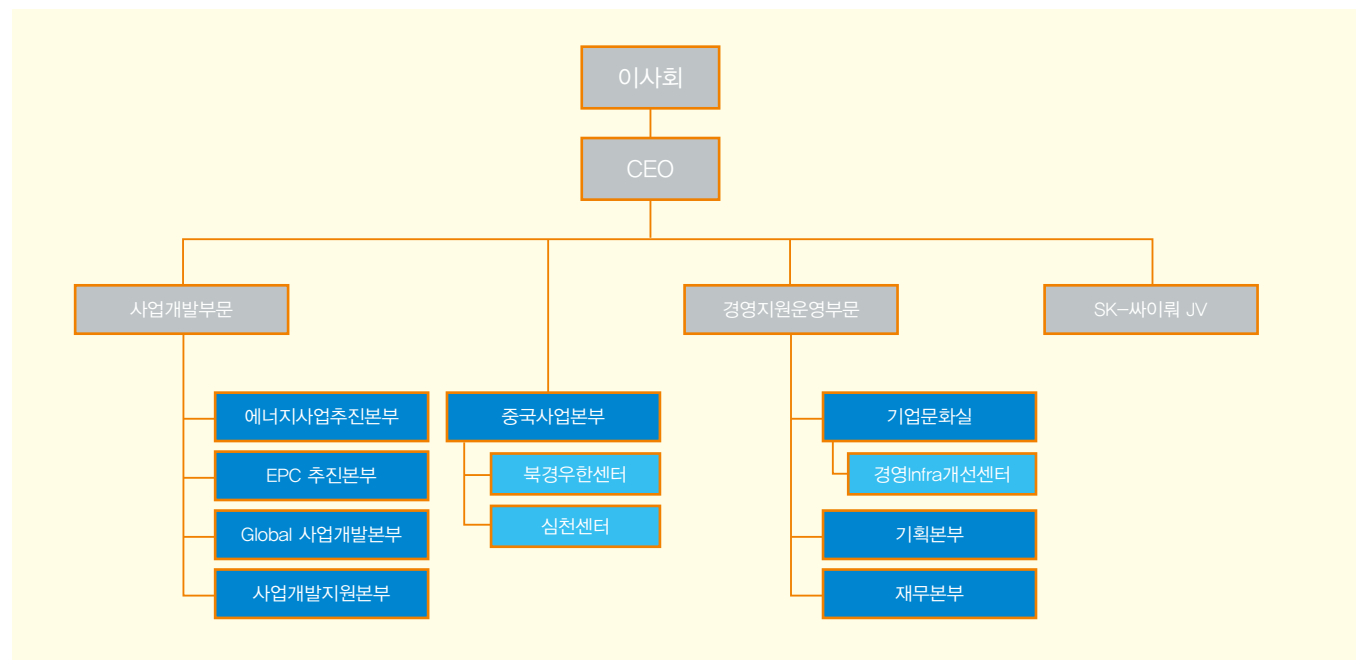 이사회
CEO
사업개발부문
경영지원운영부문
SK-싸이뤄 JV
에너지사업추진본부
중국사업본부
기업문화실
EPC 추진본부
북경우한센터
경영Infra개선센터
Global 사업개발본부
심천센터
기획본부
사업개발지원본부
재무본부